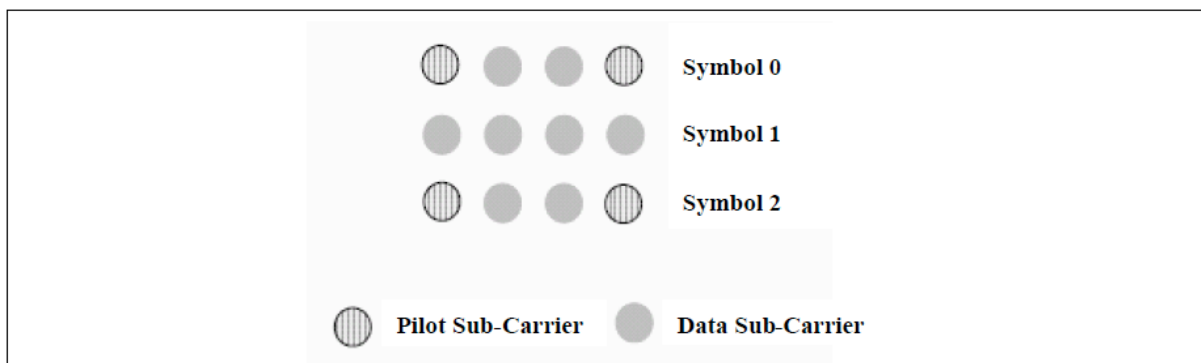 Symbol 0
Symbol 1
Symbol 2
Pilot Sub-Carrier Data Sub-Carrier